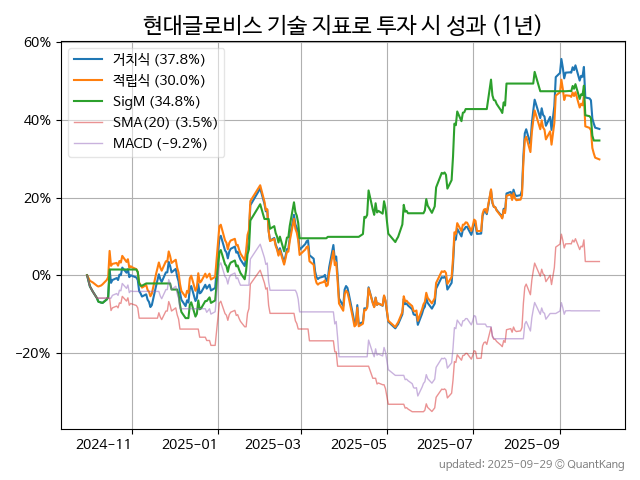 현대글로비스 기술 지표로 투자 시 성과 (1년)
60%
40%
20%
0%
−20%
거치식 (37.8%)
적립식 (30.0%)
SigM (34.8%)
SMA(20) (3.5%)
MACD (−9.2%)
2024-11
2025-01
2025-03
2025-05
2025-07
2025-09
updated: 2025-09-29 © QuantKang